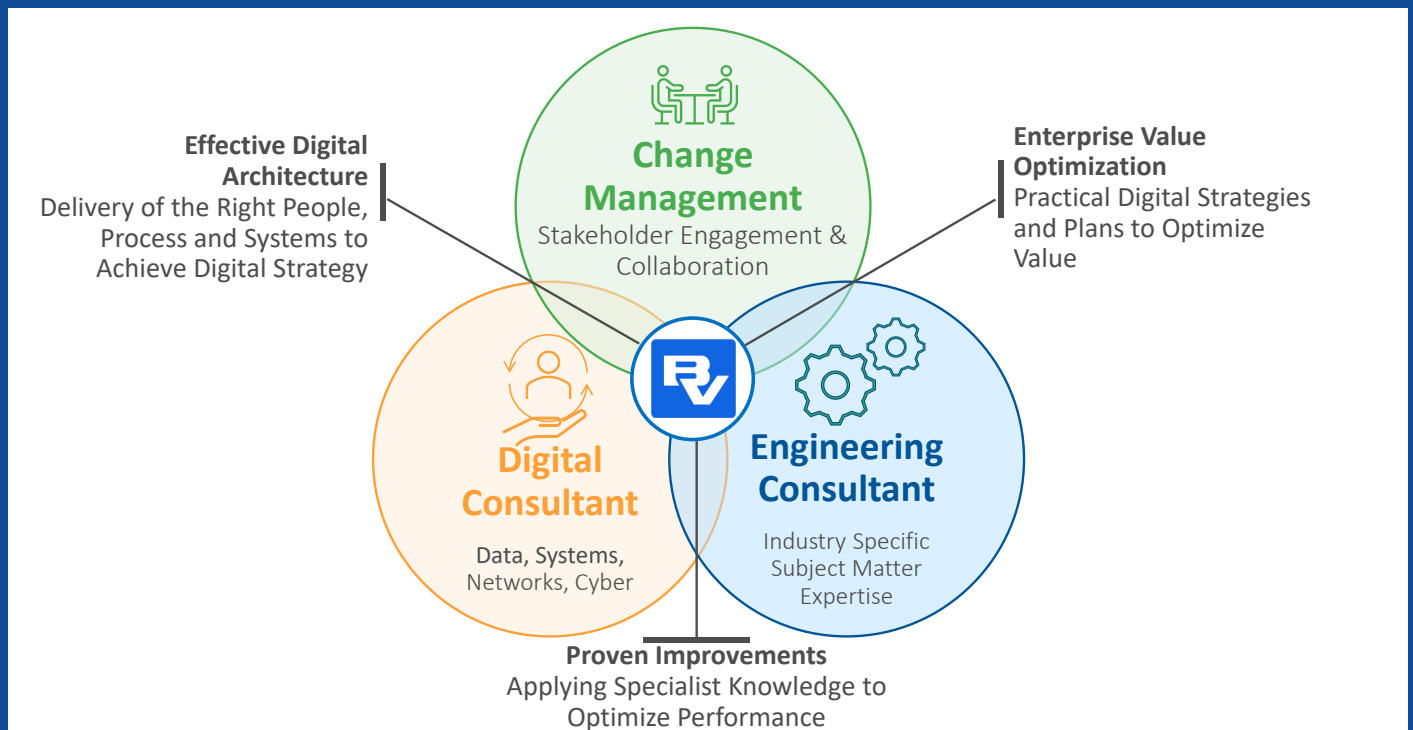 Change
Management
Stakeholder Engagement &
Collaboration
Effective Digital
Architecture
Delivery of the Right People,
Process and Systems to
Achieve Digital Strategy
Enterprise Value
Optimization
Practical Digital Strategies
and Plans to Optimize
Value
BV
Digital
Consultant
Data, Systems,
Networks, Cyber
Engineering
Consultant
Industry Specific
Subject Matter
Expertise
Proven Improvements
Applying Specialist Knowledge to
Optimize Performance